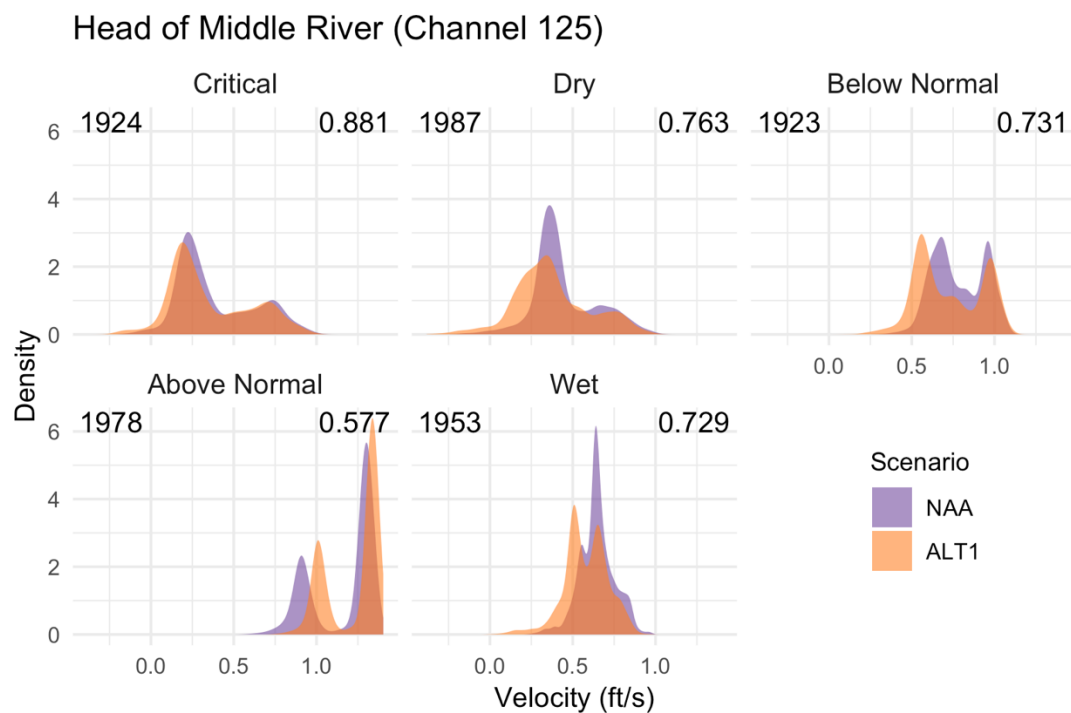 Head of Middle River (Channel 125)
Critical
Dry
Below Normal
1924
0.881
1987
0.763
1923
0.731
6
4
2
0
0.0
0.5
1.0
Above Normal
Wet
1978
0.577
1953
0.729
6
4
2
0
0.0
0.5
1.0
0.0
0.5
1.0
Density
Velocity (ft/s)
Scenario
NAA
ALT1